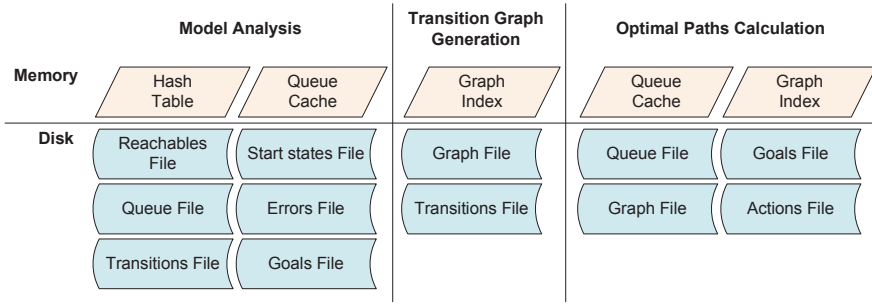 Model Analysis
Transition Graph
Generation
Optimal Paths Calculation
Memory
Hash
Table
Queue
Cache
Graph
Index
Queue
Cache
Graph
Index
Disk
Reachables
File
Start states File
Graph File
Queue File
Goals File
Queue File
Errors File
Transitions File
Graph File
Actions File
Transitions File
Goals File